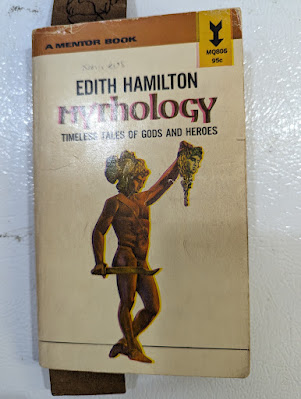 A MENTOR BOOK
MQ806
95c
EDITH HAMILTON
Mythology
TIMELESS TALES OF GODS AND HEROES